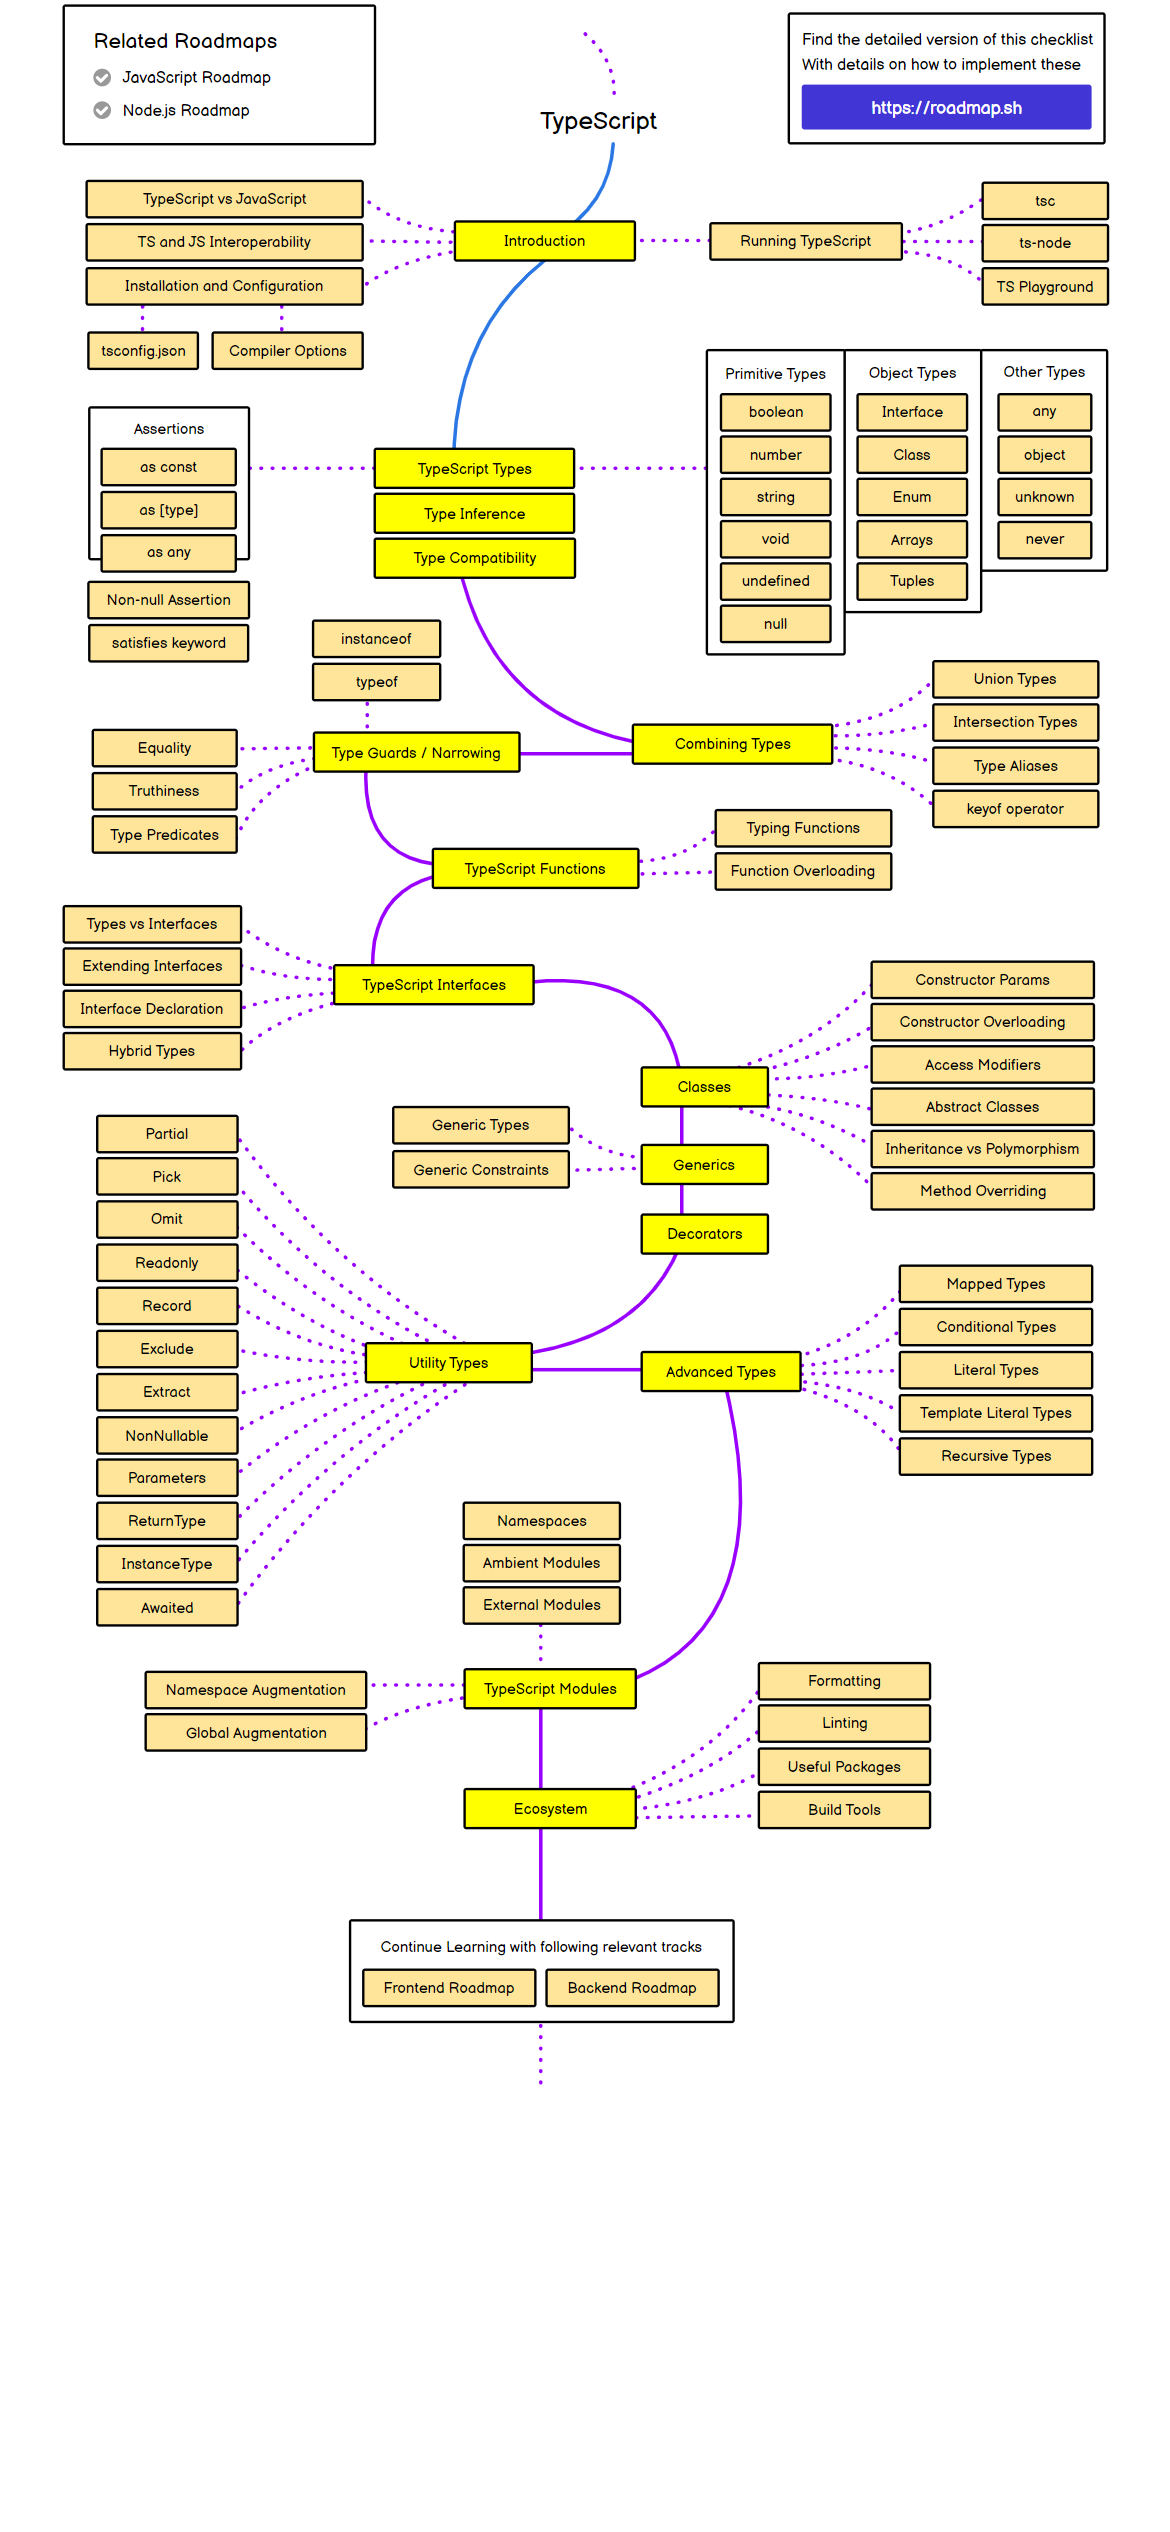 Related Roadmaps
JavaScript Roadmap
Node.js Roadmap
Find the detailed version of this checklist
With details on how to implement these
https://roadmap.sh
TypeScript
TypeScript vs JavaScript
TS and JS Interoperability
Installation and Configuration
tsconfig.json
Compiler Options
Introduction
Running TypeScript
tsc
ts-node
TS Playground
Assertions
as const
as [type]
as any
Non-null Assertion
satisfies keyword
TypeScript Types
Type Inference
Type Compatibility
Primitive Types
boolean
number
string
void
undefined
null
Object Types
Interface
Class
Enum
Arrays
Tuples
Other Types
any
object
unknown
never
instanceof
typeof
Equality
Truthiness
Type Predicates
Type Guards / Narrowing
Combining Types
Union Types
Intersection Types
Type Aliases
keyof operator
TypeScript Functions
Typing Functions
Function Overloading
Types vs Interfaces
Extending Interfaces
Interface Declaration
Hybrid Types
TypeScript Interfaces
Classes
Constructor Params
Constructor Overloading
Access Modifiers
Abstract Classes
Inheritance vs Polymorphism
Method Overriding
Generic Types
Generic Constraints
Generics
Decorators
Partial
Pick
Omit
Readonly
Record
Exclude
Extract
NonNullable
Parameters
ReturnType
InstanceType
Awaited
Utility Types
Advanced Types
Mapped Types
Conditional Types
Literal Types
Template Literal Types
Recursive Types
Namespaces
Ambient Modules
External Modules
Namespace Augmentation
Global Augmentation
TypeScript Modules
Ecosystem
Formatting
Linting
Useful Packages
Build Tools
Continue Learning with following relevant tracks
Frontend Roadmap
Backend Roadmap